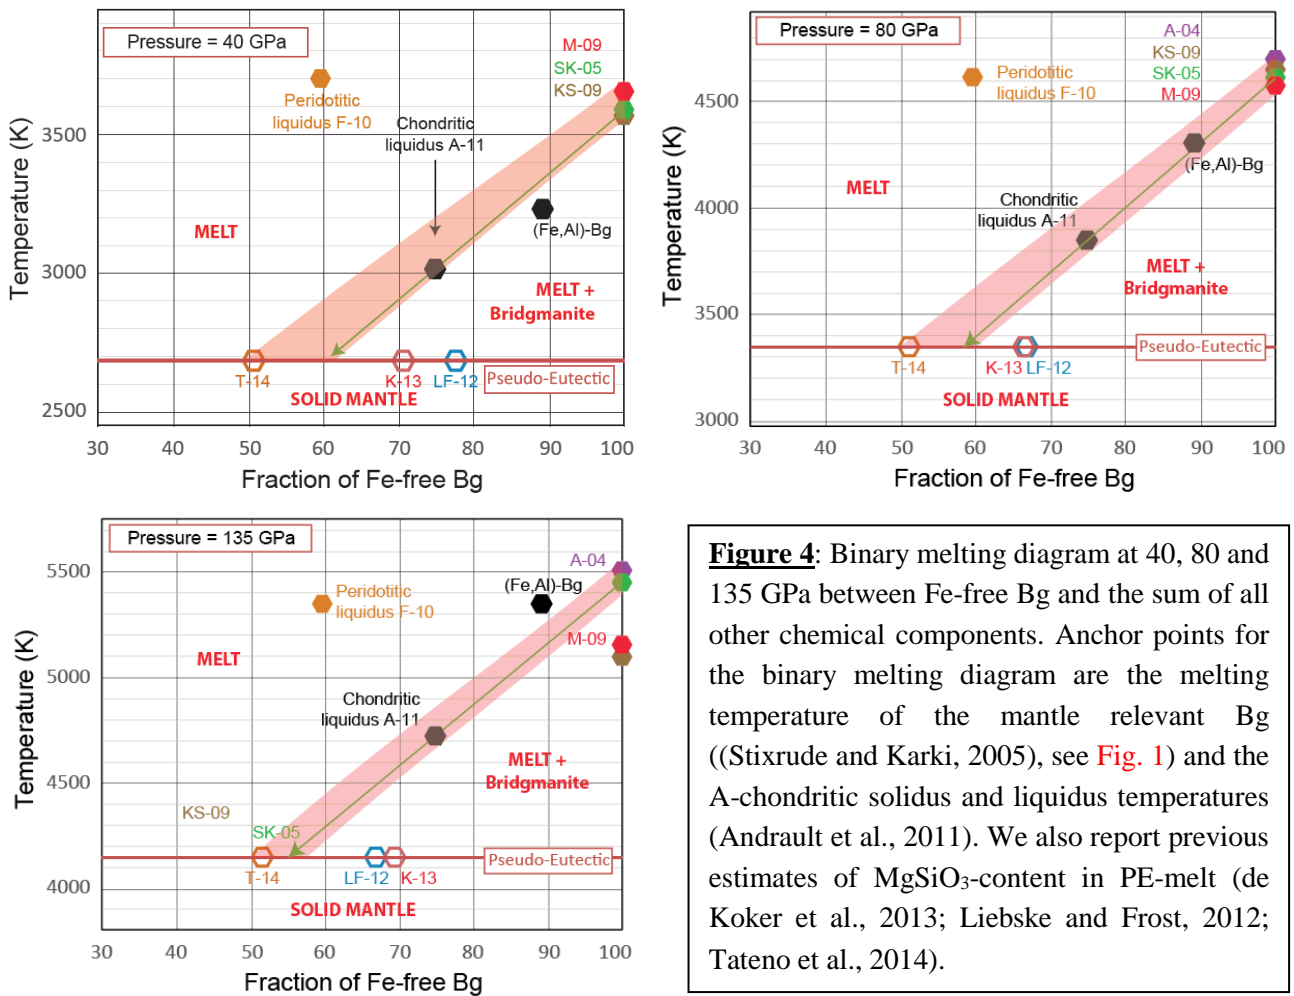 Pressure = 40 GPa
M-09
SK-05
KS-09
Peridotitic
liquidus F-10
Chondritic
liquidus A-11
3500
MELT
(Fe,Al)-Bg
3000
MELT +
Bridgmanite
T-14
K-13
LF-12
Pseudo-Eutectic
SOLID MANTLE
2500
30 40 50 60 70 80 90 100
Temperature (K)
Fraction of Fe-free Bg
Pressure = 80 GPa
A-04
KS-09
SK-05
M-09
Peridotitic
liquidus F-10
4500
(Fe,Al)-Bg
MELT
Chondritic
liquidus A-11
4000
MELT +
Bridgmanite
3500
Pseudo-Eutectic
T-14
K-13
LF-12
SOLID MANTLE
3000
30 40 50 60 70 80 90 100
Temperature (K)
Fraction of Fe-free Bg
Pressure = 135 GPa
A-04
5500
(Fe,Al)-Bg
Peridotitic
liquidus F-10
M-09
MELT
5000
Chondritic
liquidus A-11
MELT +
Bridgmanite
4500
KS-09
SK-05
Pseudo-Eutectic
T-14
LF-12
K-13
4000
SOLID MANTLE
30 40 50 60 70 80 90 100
Temperature (K)
Fraction of Fe-free Bg
Figure 4: Binary melting diagram at 40, 80 and
135 GPa between Fe-free Bg and the sum of all
other chemical components. Anchor points for
the binary melting diagram are the melting
temperature of the mantle relevant Bg
((Stixrude and Karki, 2005), see Fig. 1) and the
A-chondritic solidus and liquidus temperatures
(Andrault et al., 2011). We also report previous
estimates of MgSiO₃-content in PE-melt (de
Koker et al., 2013; Liebske and Frost, 2012;
Tateno et al., 2014).